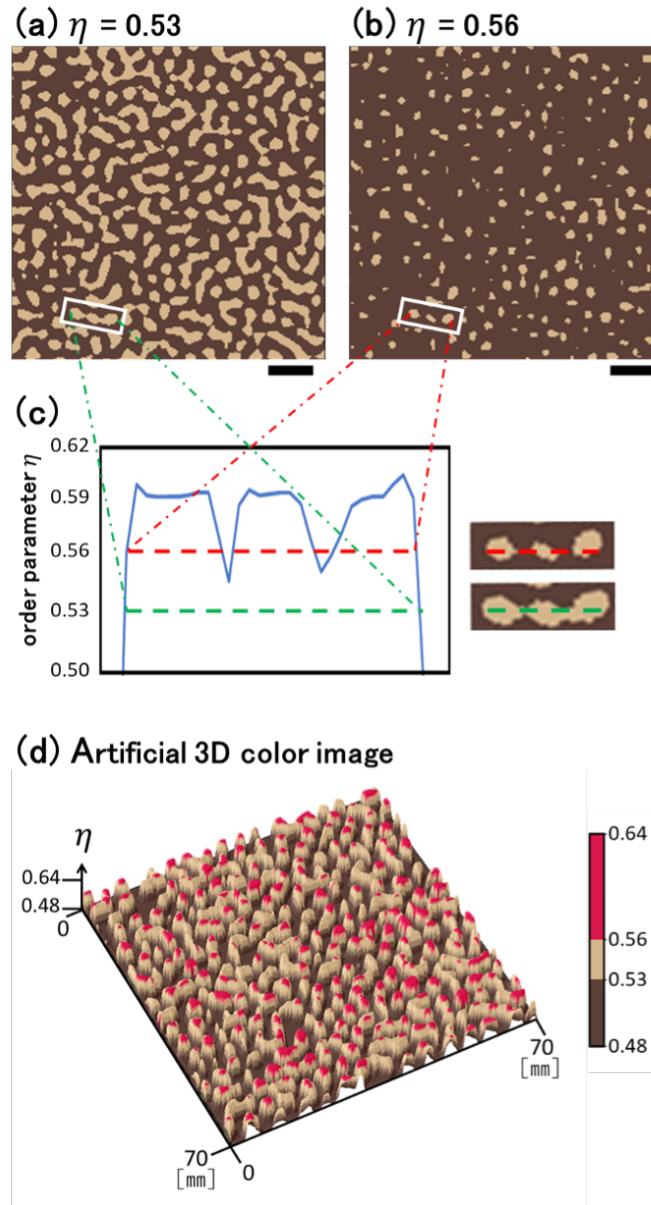 (a) η = 0.53
(b) η = 0.56
(c)
0.62
0.59
0.56
0.53
0.50
order parameter η
(d) Artificial 3D color image
η
0.64
0.48
0
70
[mm]
0
70
[mm]
0.64
0.56
0.53
0.48